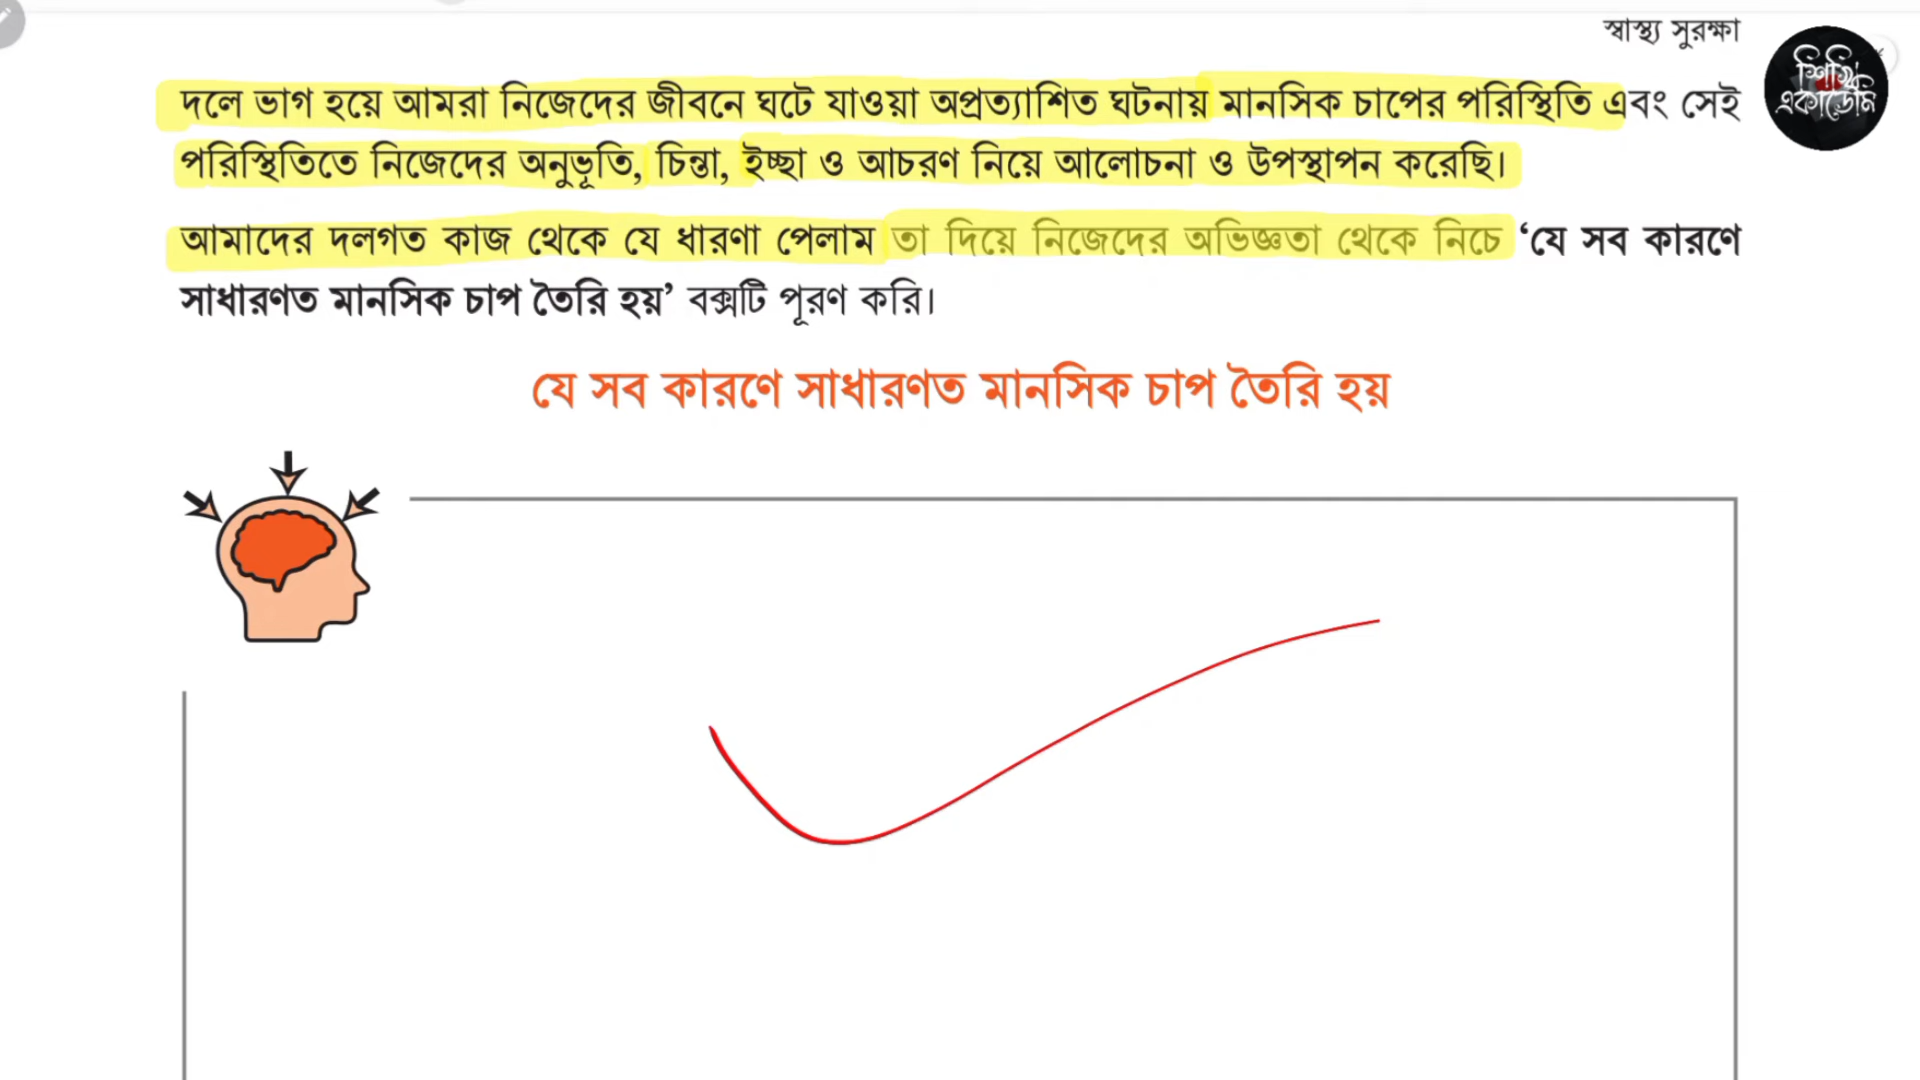 স্বাস্থ্য সুরক্ষা
শিখি একাডেমি
দলে ভাগ হয়ে আমরা নিজেদের জীবনে ঘটে যাওয়া অপ্রত্যাশিত ঘটনায় মানসিক চাপের পরিস্থিতি এবং সেই
পরিস্থিতিতে নিজেদের অনুভূতি, চিন্তা, ইচ্ছা ও আচরণ নিয়ে আলোচনা ও উপস্থাপন করেছি।
আমাদের দলগত কাজ থেকে যে ধারণা পেলাম তা দিয়ে নিজেদের অভিজ্ঞতা থেকে নিচে ‘যে সব কারণে
সাধারণত মানসিক চাপ তৈরি হয়’ বক্সটি পূরণ করি।
যে সব কারণে সাধারণত মানসিক চাপ তৈরি হয়